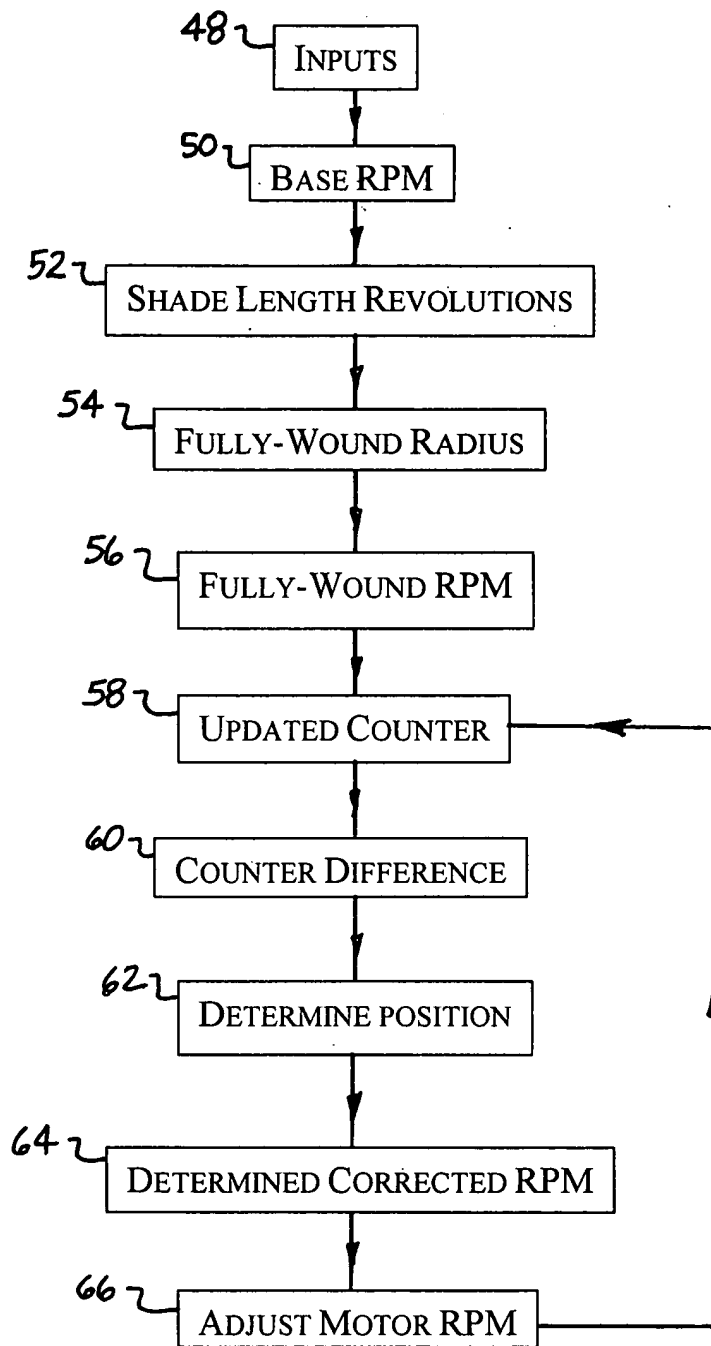 48
INPUTS
50
BASE RPM
52
SHADE LENGTH REVOLUTIONS
54
FULLY-WOUND RADIUS
56
FULLY-WOUND RPM
58
UPDATED COUNTER
60
COUNTER DIFFERENCE
62
DETERMINE POSITION
64
DETERMINED CORRECTED RPM
66
ADJUST MOTOR RPM